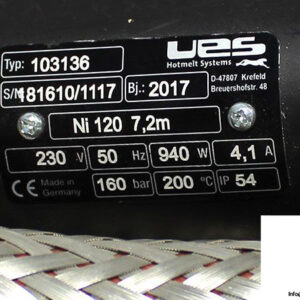 ues
Hotmelt Systems
Typ: 103136
D-47807 Krefeld
Breuershofstr. 48
S/N 181610/1117 Bj.: 2017
Ni 120 7,2m
230 V 50 Hz 940 W 4,1 A
CE Made in Germany 160 bar 200 °C IP 54